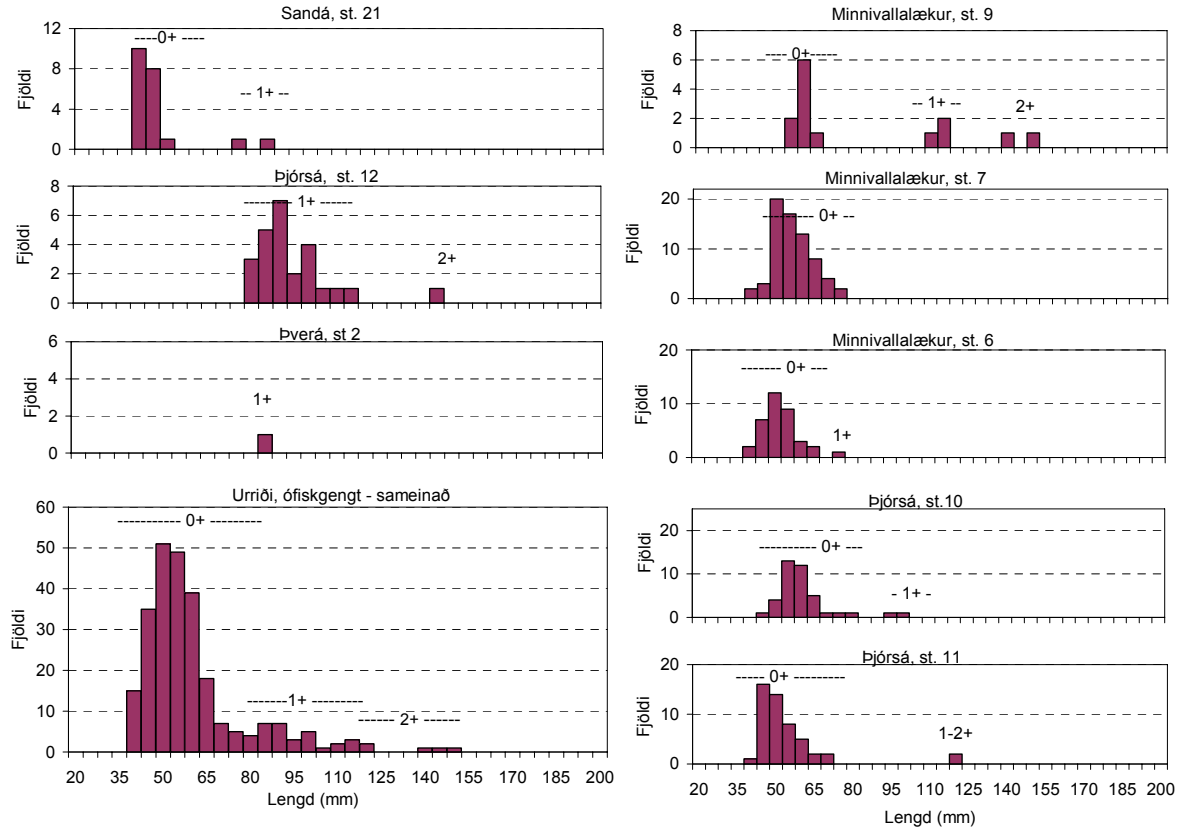 Sandá, st. 21
Fjöldi
12
8
4
0
----0+ ----
-- 1+ --
Þjórsá, st. 12
Fjöldi
8
6
4
2
0
--------- 1+ ------
2+
Þverá, st 2
Fjöldi
6
4
2
0
1+
Urriði, ófiskgengt - sameinað
Fjöldi
60
50
40
30
20
10
0
----------- 0+ ---------
-------1+--------
------ 2+ ------
20 35 50 65 80 95 110 125 140 155 170 185 200
Lengd (mm)
Minnivallalækur, st. 9
Fjöldi
8
6
4
2
0
---- 0+-----
-- 1+ --
2+
Minnivallalækur, st. 7
Fjöldi
20
10
0
--------- 0+ --
Minnivallalækur, st. 6
Fjöldi
20
10
0
------- 0+ ---
1+
Þjórsá, st.10
Fjöldi
20
10
0
---------- 0+ ---
- 1+ -
Þjórsá, st. 11
Fjöldi
20
10
0
----- 0+ ---------
1-2+
20 35 50 65 80 95 110 125 140 155 170 185 200
Lengd (mm)